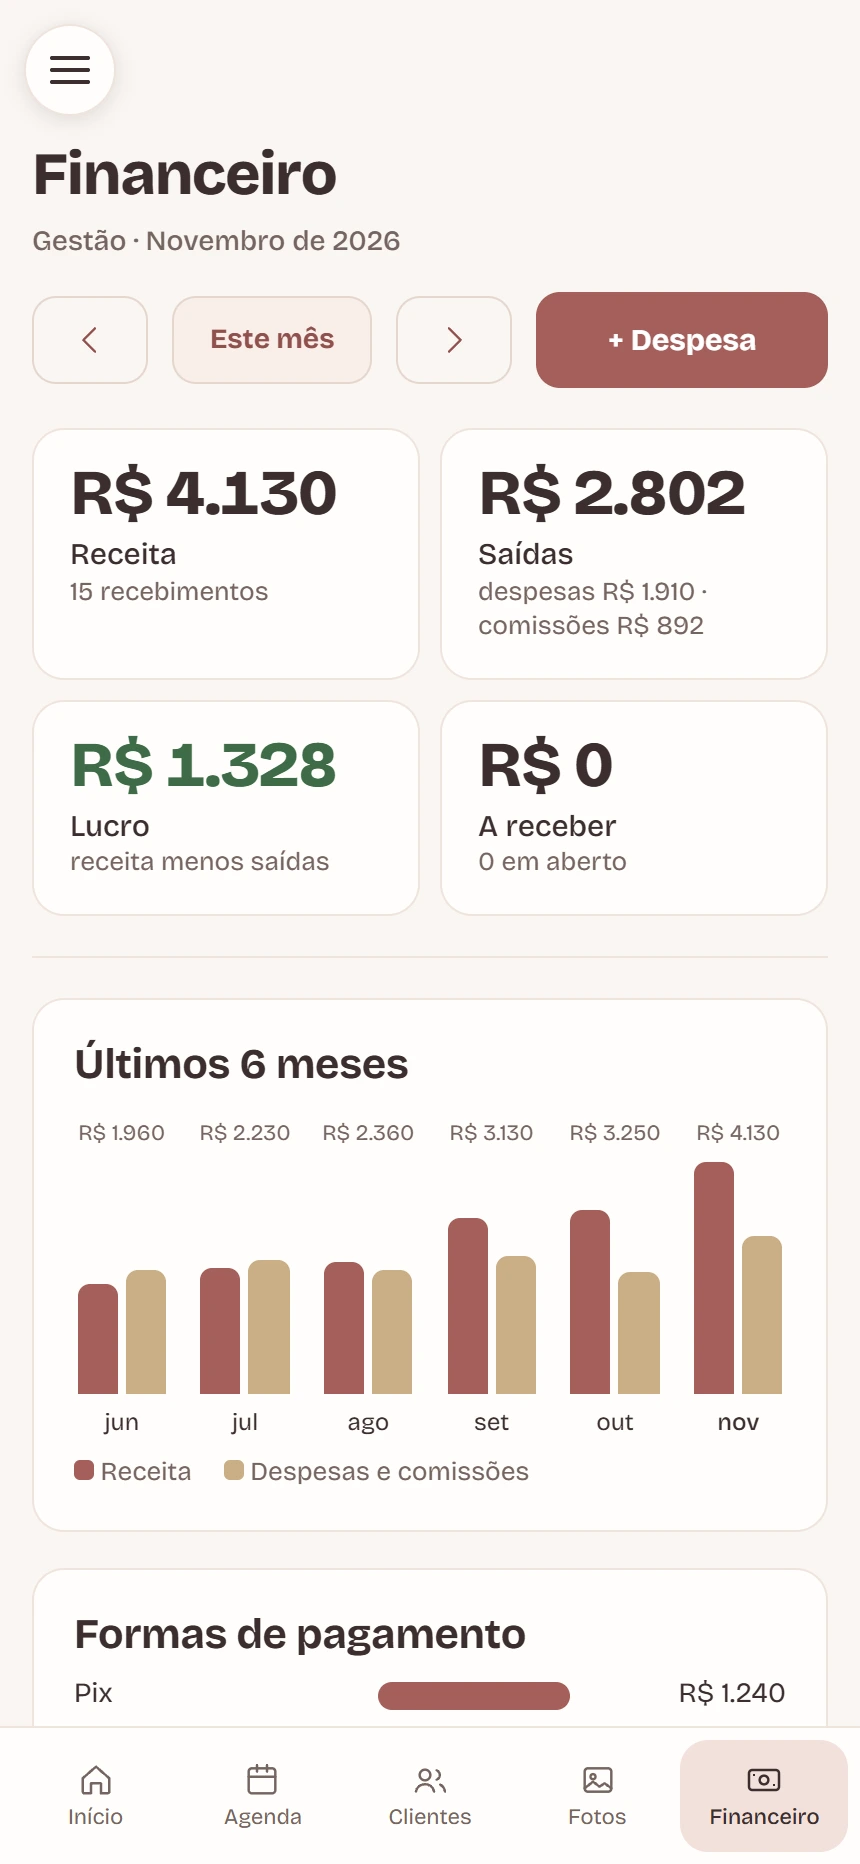 Financeiro
Gestão · Novembro de 2026
Este mês
+ Despesa
R$ 4.130
Receita
15 recebimentos
R$ 2.802
Saídas
despesas R$ 1.910 ·
comissões R$ 892
R$ 1.328
Lucro
receita menos saídas
R$ 0
A receber
0 em aberto
Últimos 6 meses
R$ 1.960 R$ 2.230 R$ 2.360 R$ 3.130 R$ 3.250 R$ 4.130
jun jul ago set out nov
Receita Despesas e comissões
Formas de pagamento
Pix R$ 1.240
Início Agenda Clientes Fotos Financeiro